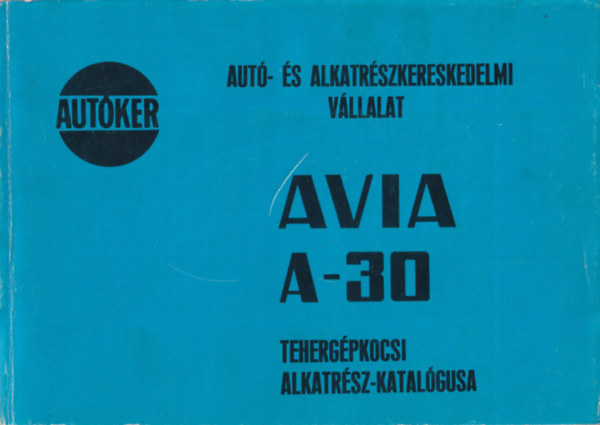 AUTÓKER
AUTÓ- ÉS ALKATRÉSZKERESKEDELMI
VÁLLALAT
AVIA
A-30
TEHERGÉPKOCSI
ALKATRÉSZ-KATALÓGUSA